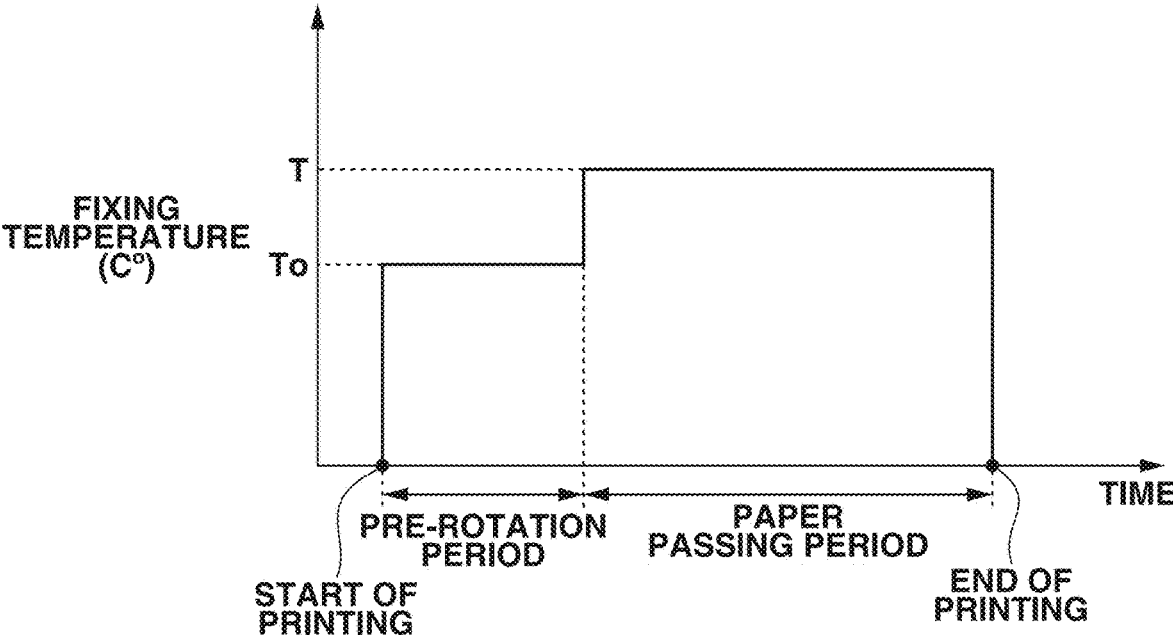 T
FIXING
TEMPERATURE
(C°)
To
TIME
PRE-ROTATION
PERIOD
PAPER
PASSING PERIOD
START OF
PRINTING
END OF
PRINTING